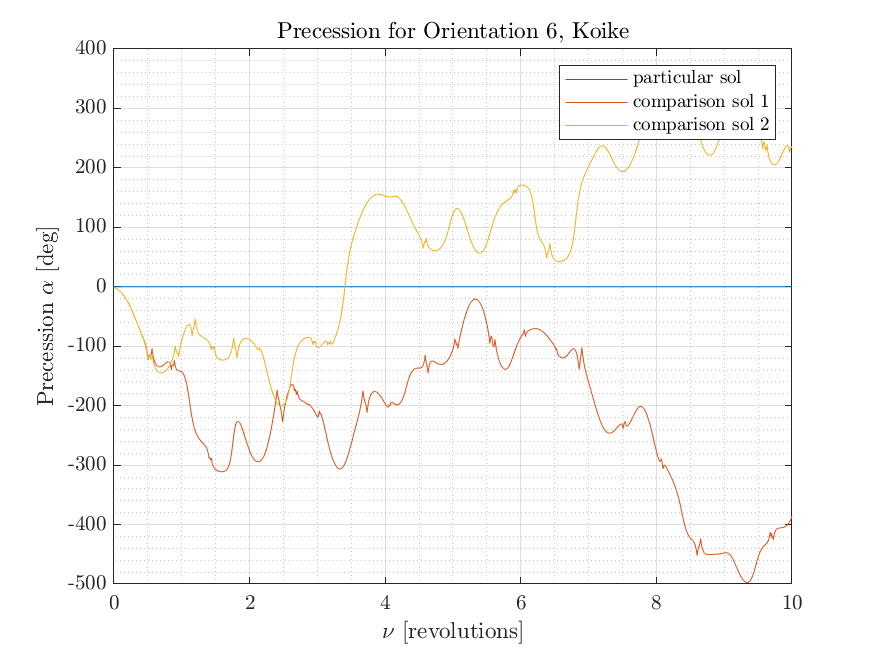 Precession for Orientation 6, Koike
400
300
200
100
0
-100
-200
-300
-400
-500
Precession α [deg]
particular sol
comparison sol 1
comparison sol 2
0 2 4 6 8 10
ν [revolutions]